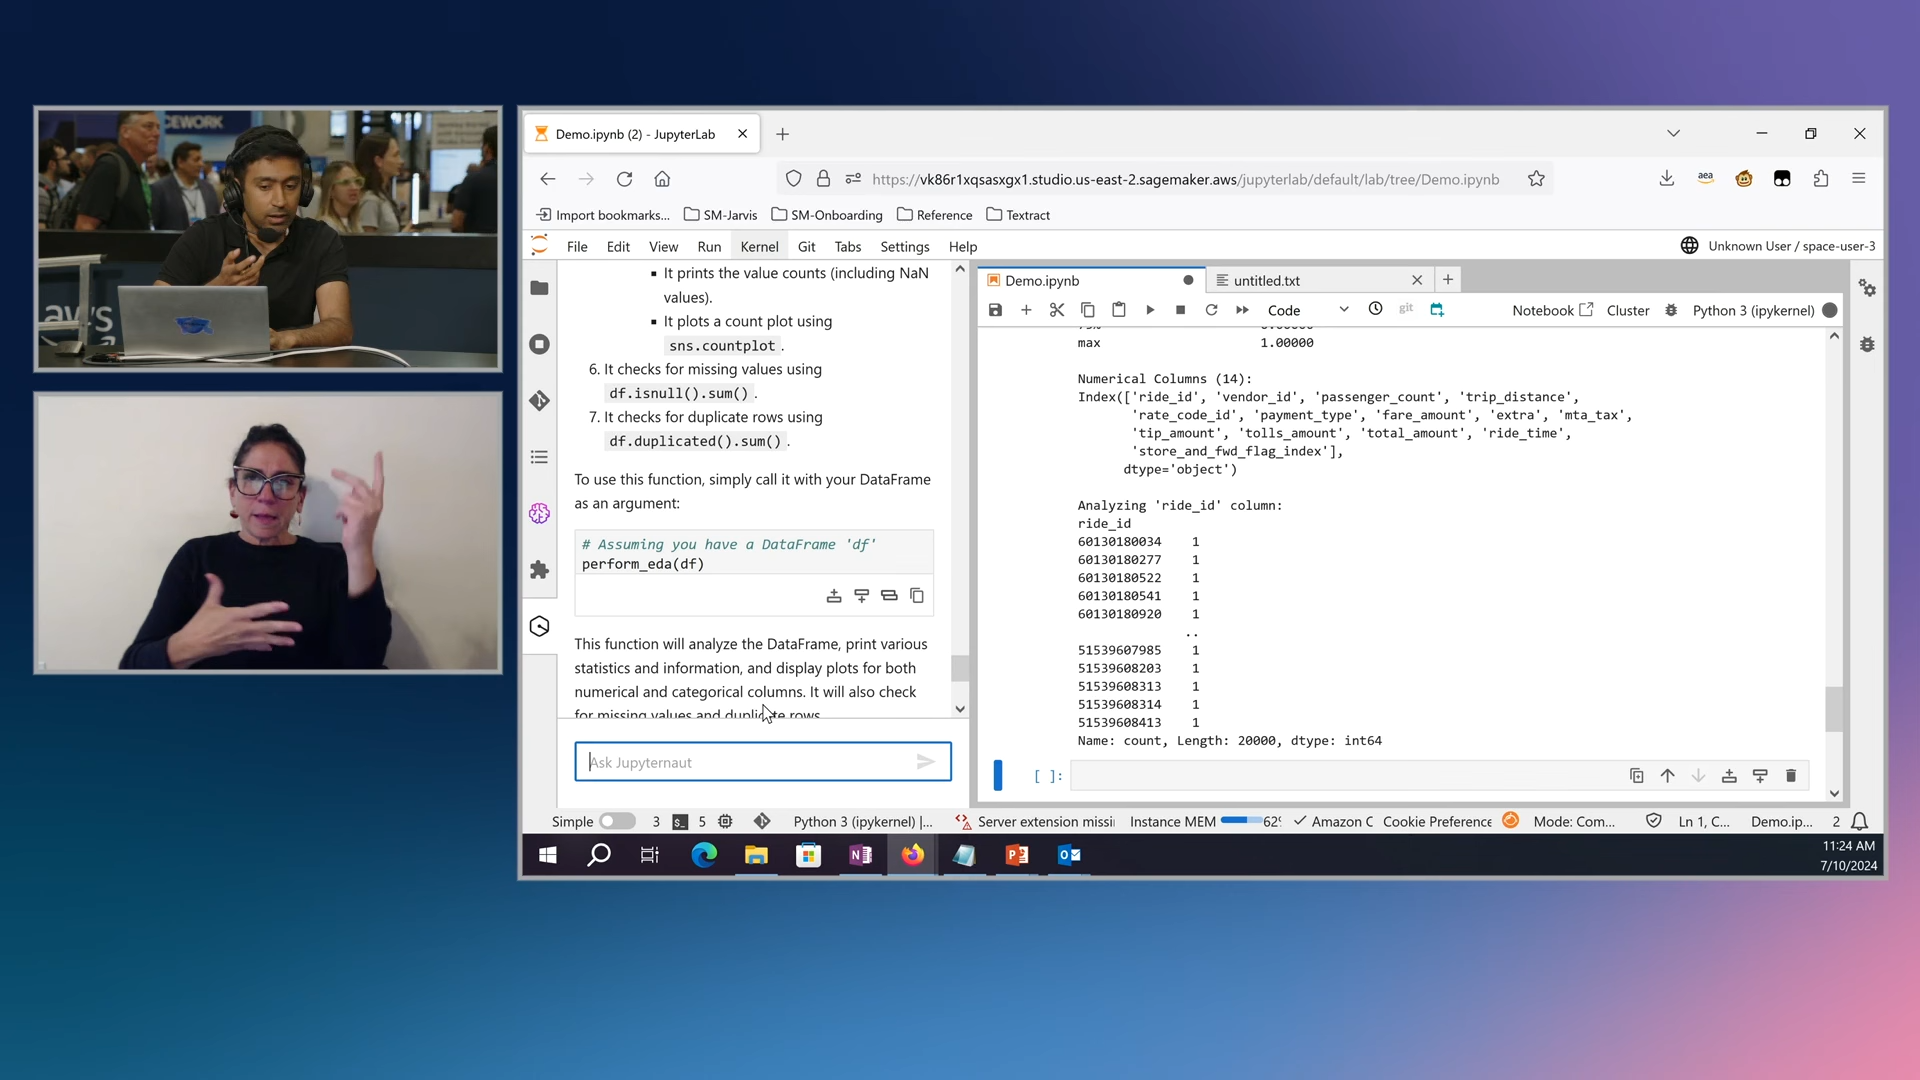 CEWORK
aws
Demo.ipynb (2) - JupyterLab
https://vk86r1xqsasxgx1.studio.us-east-2.sagemaker.aws/jupyterlab/default/lab/tree/Demo.ipynb
aea
Import bookmarks...
SM-Jarvis
SM-Onboarding
Reference
Textract
File Edit View Run Kernel Git Tabs Settings Help
Unknown User / space-user-3
It prints the value counts (including NaN
values).
It plots a count plot using
sns.countplot .
6. It checks for missing values using
df.isnull().sum() .
7. It checks for duplicate rows using
df.duplicated().sum() .
To use this function, simply call it with your DataFrame
as an argument:
# Assuming you have a DataFrame 'df'
perform_eda(df)
This function will analyze the DataFrame, print various
statistics and information, and display plots for both
numerical and categorical columns. It will also check
for missing values and duplicate rows.
Ask Jupyternaut
Demo.ipynb
untitled.txt
Code
git
Notebook
Cluster
Python 3 (ipykernel)
max 1.00000
Numerical Columns (14):
Index(['ride_id', 'vendor_id', 'passenger_count', 'trip_distance',
'rate_code_id', 'payment_type', 'fare_amount', 'extra', 'mta_tax',
'tip_amount', 'tolls_amount', 'total_amount', 'ride_time',
'store_and_fwd_flag_index'],
dtype='object')
Analyzing 'ride_id' column:
ride_id
60130180034 1
60130180277 1
60130180522 1
60130180541 1
60130180920 1
..
51539607985 1
51539608203 1
51539608313 1
51539608314 1
51539608413 1
Name: count, Length: 20000, dtype: int64
[ ]:
Simple 3 5 Python 3 (ipykernel) |... Server extension missi Instance MEM 62% Amazon C Cookie Preference Mode: Com... Ln 1, C... Demo.ip... 2
11:24 AM
7/10/2024